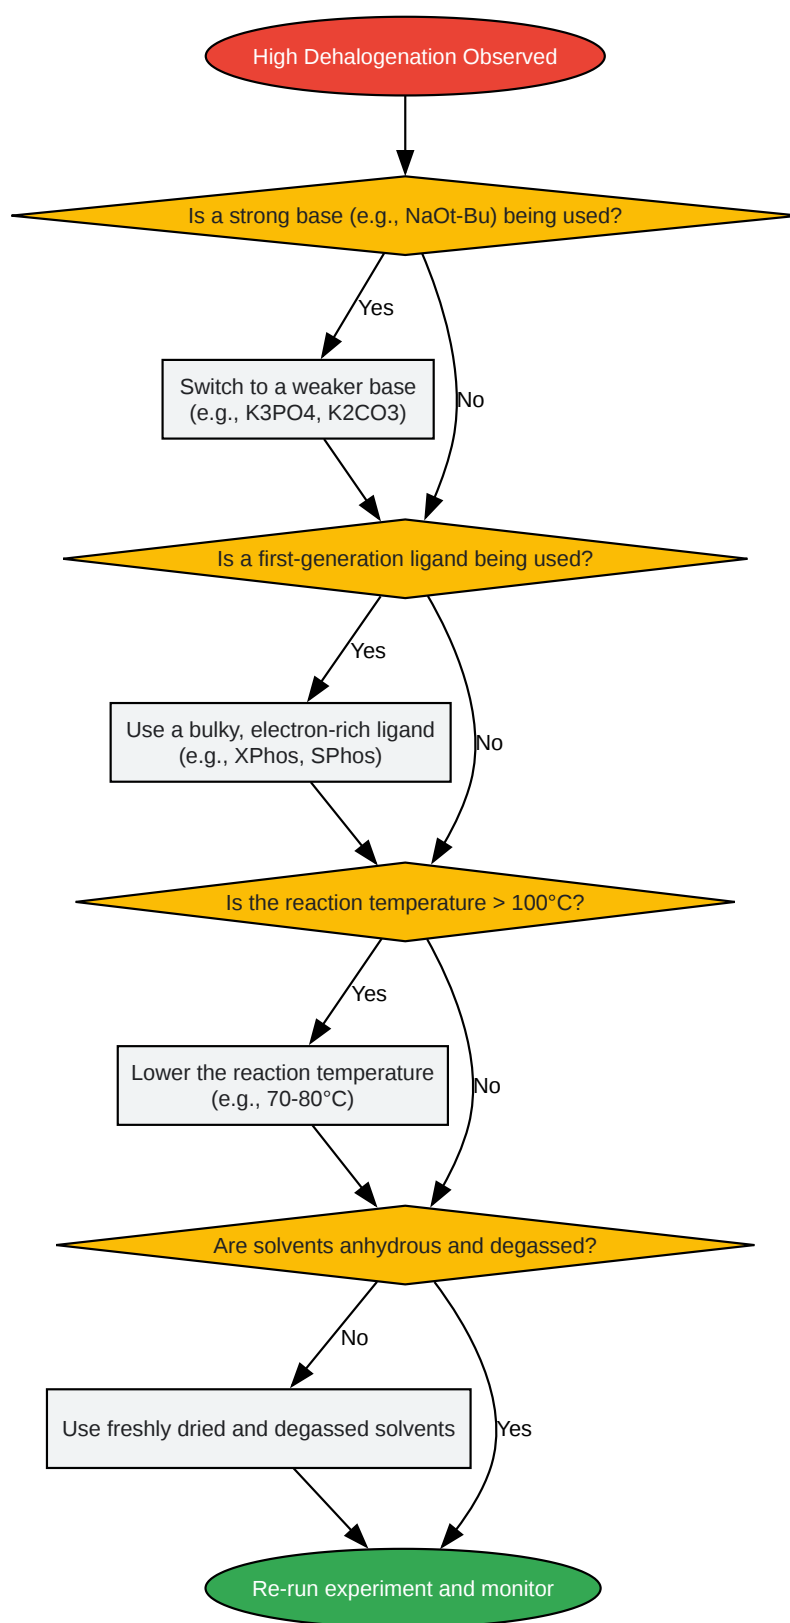 High Dehalogenation Observed
Is a strong base (e.g., NaOt-Bu) being used?
Yes
Switch to a weaker base
(e.g., K3PO4, K2CO3)
No
Is a first-generation ligand being used?
Yes
Use a bulky, electron-rich ligand
(e.g., XPhos, SPhos)
No
Is the reaction temperature > 100°C?
Yes
Lower the reaction temperature
(e.g., 70-80°C)
No
Are solvents anhydrous and degassed?
No
Use freshly dried and degassed solvents
Yes
Re-run experiment and monitor